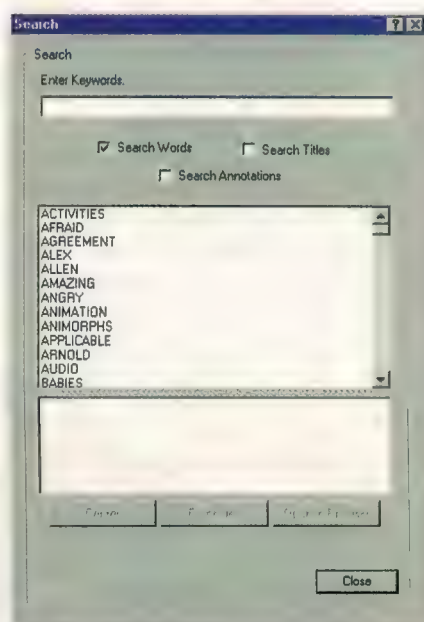 Search
Search
Enter Keywords.
Search Words Search Titles
Search Annotations
ACTIVITIES
AFRAID
AGREEMENT
ALEX
ALLEN
AMAZING
ANGRY
ANIMATION
ANIMORPHS
APPLICABLE
ARNOLD
AUDIO
BABIES
Close